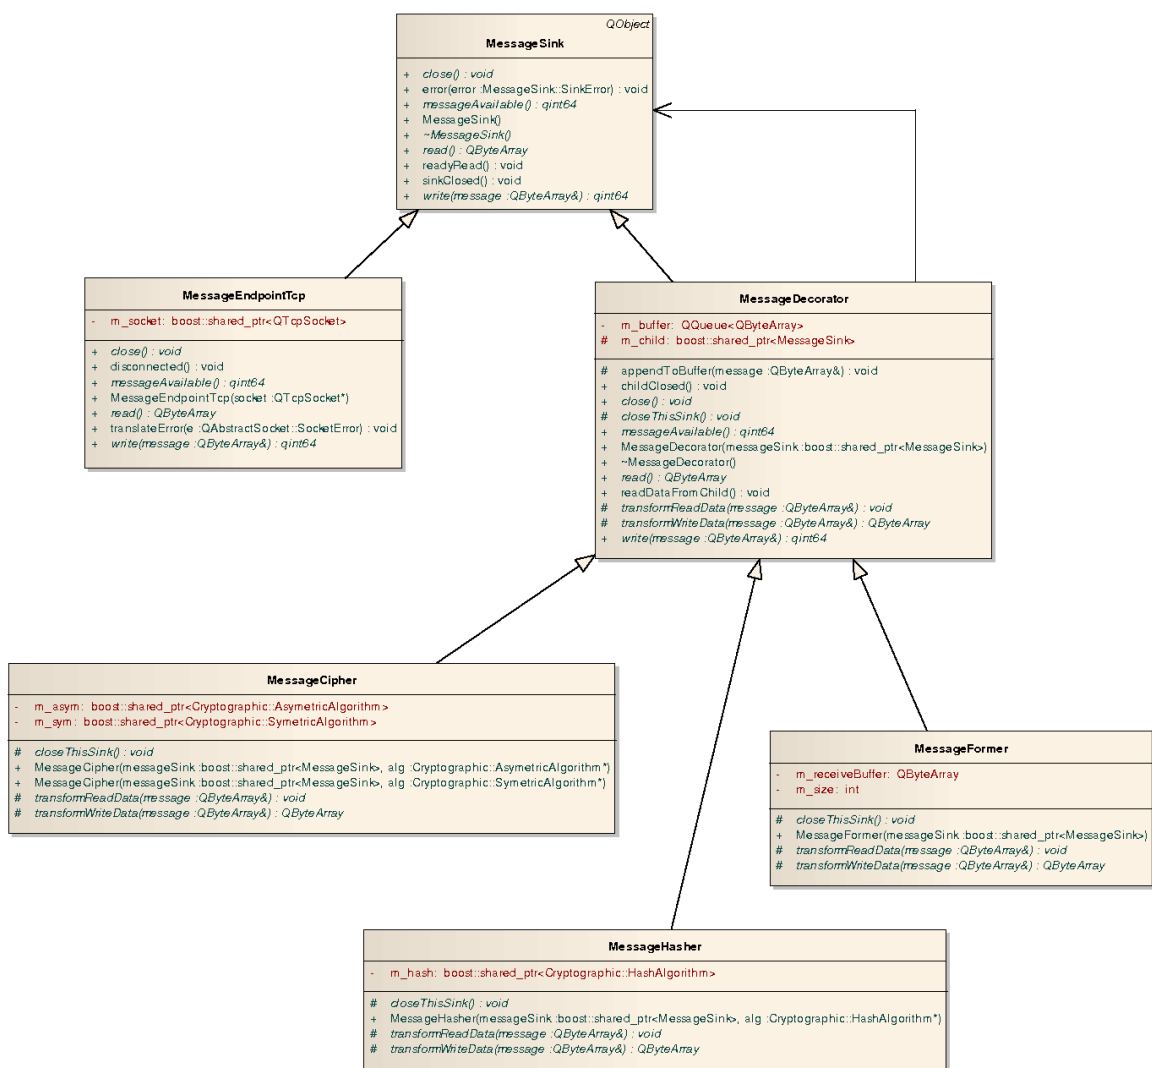 QObject
MessageSink
+ close() : void
+ error(error :MessageSink::SinkError) : void
+ messageAvailable() : qint64
+ MessageSink()
+ ~MessageSink()
+ read() : QByteArray
+ readyRead() : void
+ sinkClosed() : void
+ write(message :QByteArray&) : qint64
MessageEndpointTcp
- m_socket: boost::shared_ptr<QTcpSocket>
+ close() : void
+ disconnected() : void
+ messageAvailable() : qint64
+ MessageEndpointTcp(socket :QTcpSocket*)
+ read() : QByteArray
+ translateError(e :QAbstractSocket::SocketError) : void
+ write(message :QByteArray&) : qint64
MessageDecorator
- m_buffer: QQueue<QByteArray>
# m_child: boost::shared_ptr<MessageSink>
# appendToBuffer(message :QByteArray&) : void
+ childClosed() : void
+ close() : void
# closeThisSink() : void
+ messageAvailable() : qint64
+ MessageDecorator(messageSink :boost::shared_ptr<MessageSink>)
+ ~MessageDecorator()
+ read() : QByteArray
+ readDataFromChild() : void
# transformReadData(message :QByteArray&) : void
# transformWriteData(message :QByteArray&) : QByteArray
+ write(message :QByteArray&) : qint64
MessageCipher
- m_asym: boost::shared_ptr<Cryptographic::AsymetricAlgorithm>
- m_sym: boost::shared_ptr<Cryptographic::SymetricAlgorithm>
# closeThisSink() : void
+ MessageCipher(messageSink :boost::shared_ptr<MessageSink>, alg :Cryptographic::AsymetricAlgorithm*)
+ MessageCipher(messageSink :boost::shared_ptr<MessageSink>, alg :Cryptographic::SymetricAlgorithm*)
# transformReadData(message :QByteArray&) : void
# transformWriteData(message :QByteArray&) : QByteArray
MessageFormer
- m_receiveBuffer: QByteArray
- m_size: int
# closeThisSink() : void
+ MessageFormer(messageSink :boost::shared_ptr<MessageSink>)
# transformReadData(message :QByteArray&) : void
# transformWriteData(message :QByteArray&) : QByteArray
MessageHasher
- m_hash: boost::shared_ptr<Cryptographic::HashAlgorithm>
# closeThisSink() : void
+ MessageHasher(messageSink :boost::shared_ptr<MessageSink>, alg :Cryptographic::HashAlgorithm*)
# transformReadData(message :QByteArray&) : void
# transformWriteData(message :QByteArray&) : QByteArray